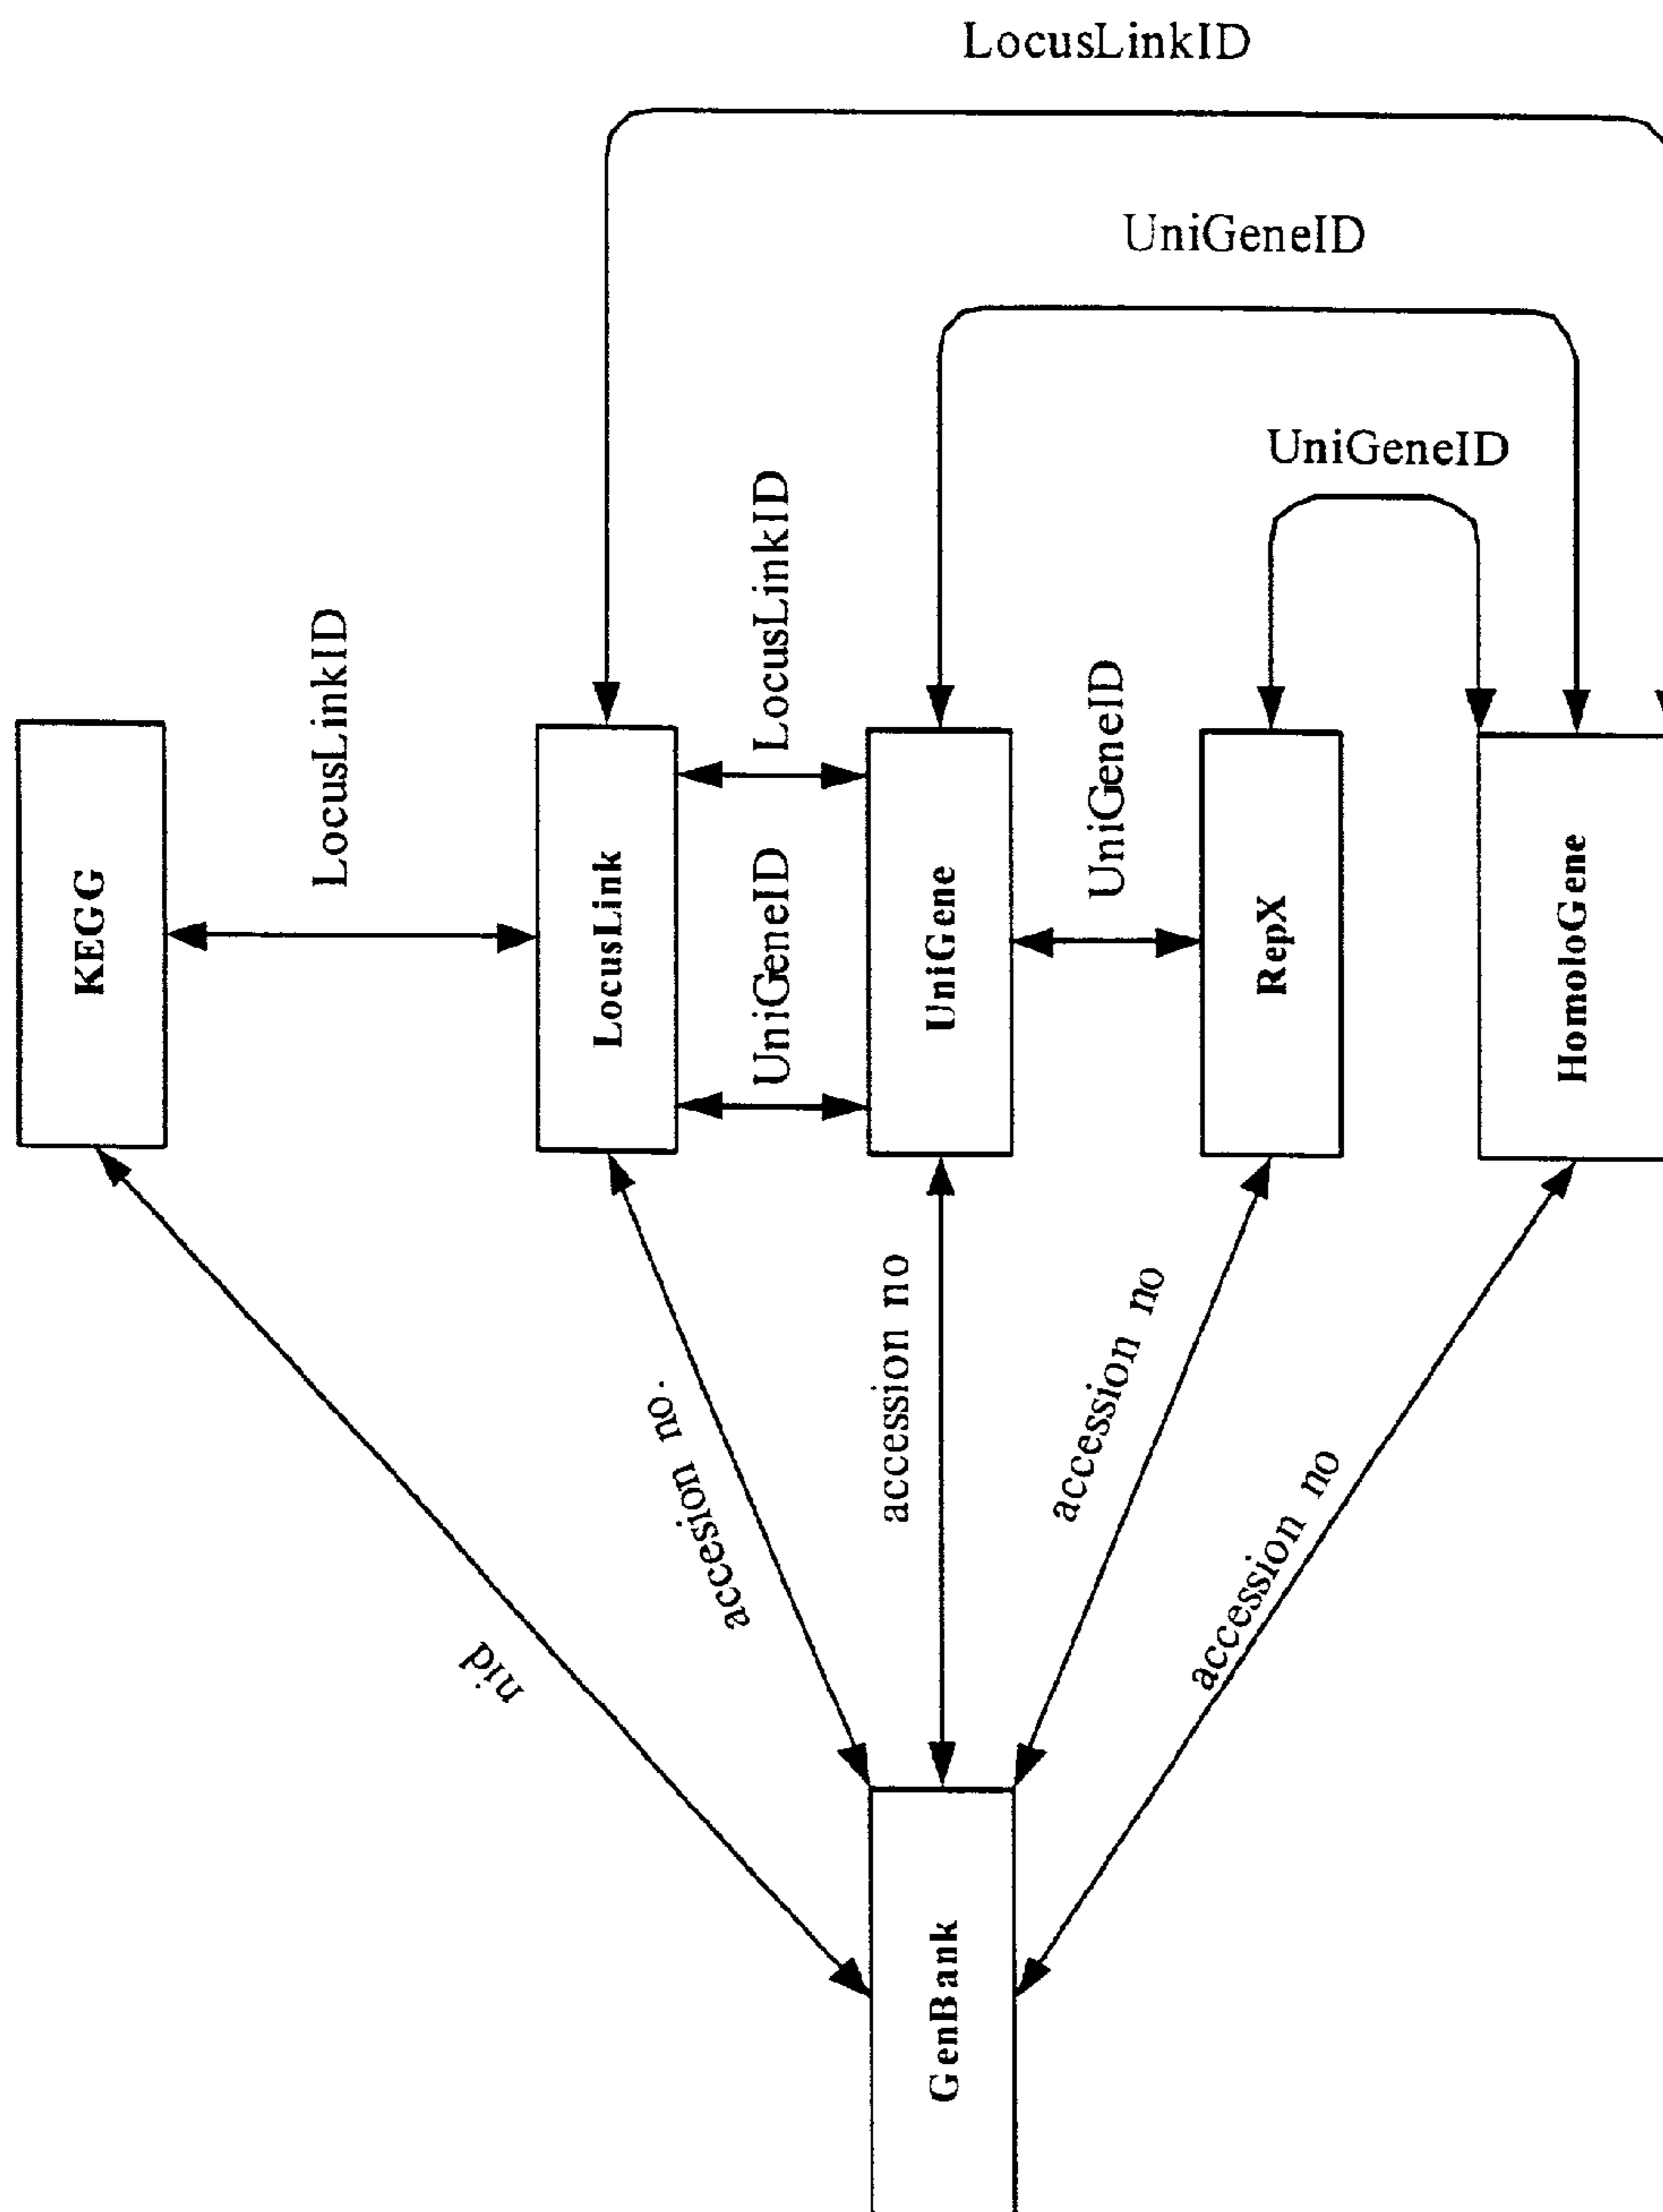 LocusLinkID
UniGeneID
UniGeneID
LocusLinkID
LocusLinkID
UniGeneID
UniGeneID
KEGG
LocusLink
UniGene
RepX
HomoloGene
nid
accession no.
accession no
accession no
accession no
GenBank